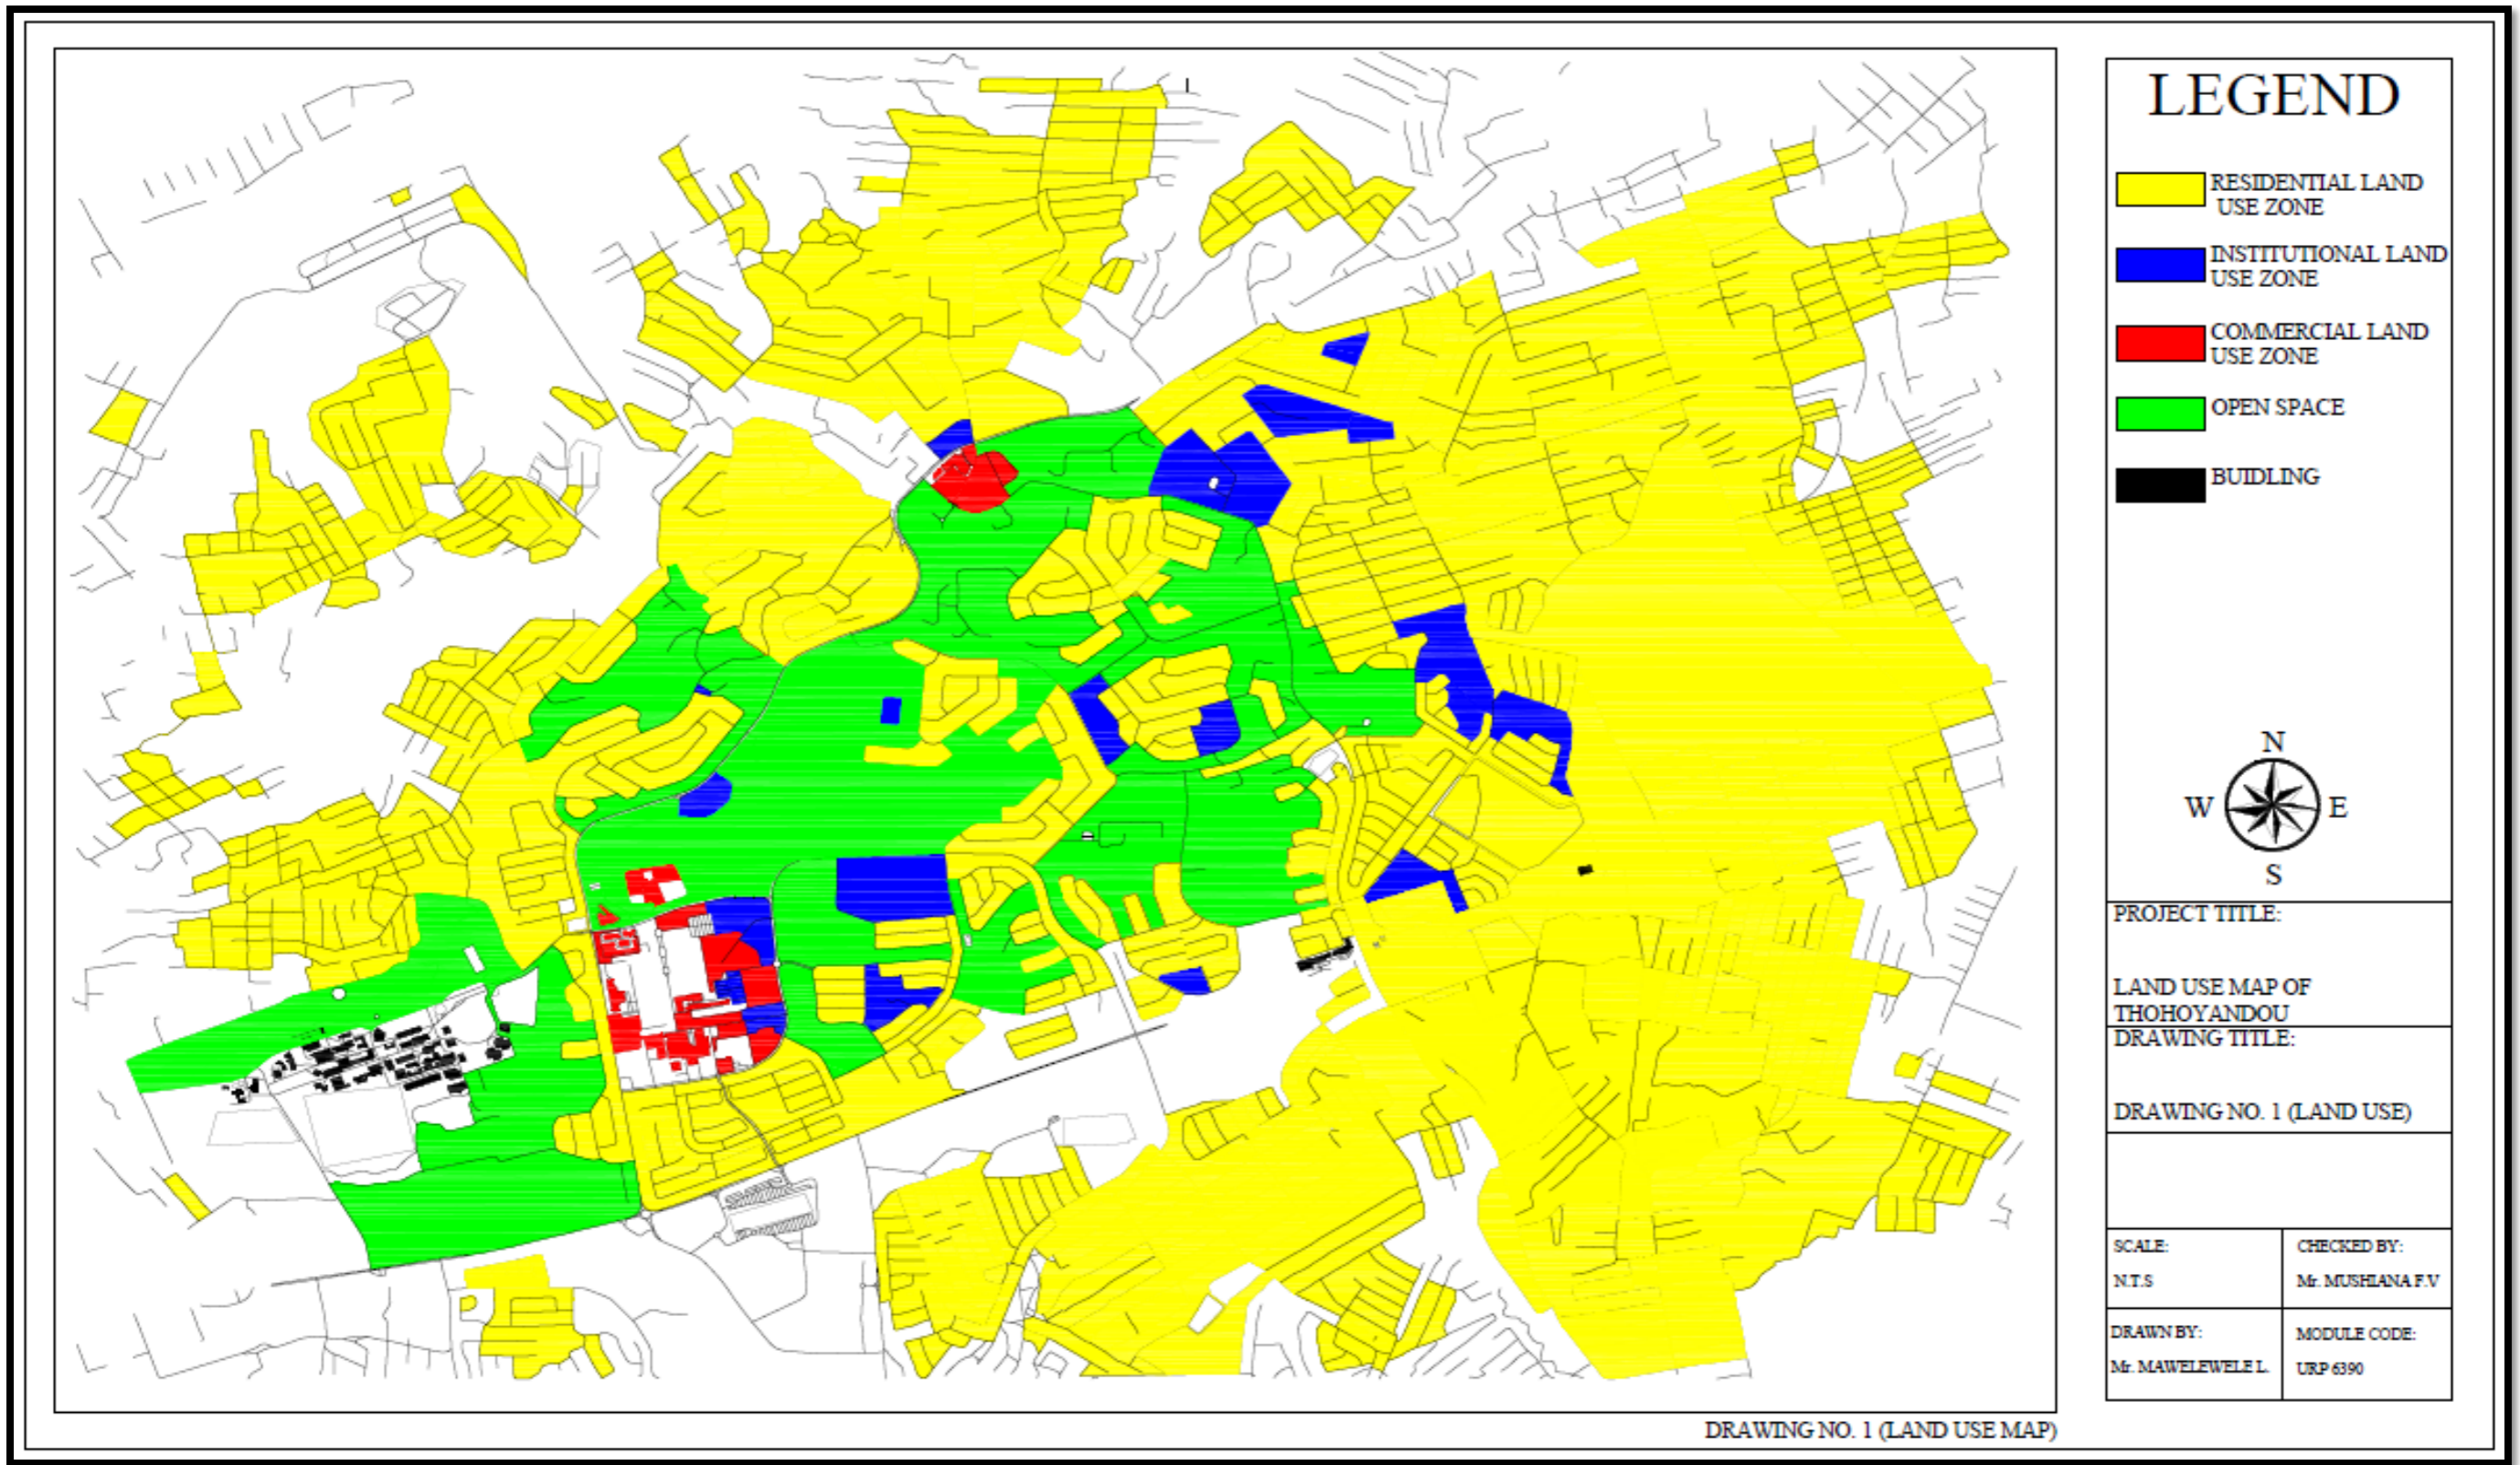 LEGEND
RESIDENTIAL LAND
USE ZONE
INSTITUTIONAL LAND
USE ZONE
COMMERCIAL LAND
USE ZONE
OPEN SPACE
BUIDLING
N
W E
S
PROJECT TITLE:
LAND USE MAP OF
THOHOYANDOU
DRAWING TITLE:
DRAWING NO. 1 (LAND USE)
SCALE:
N.T.S
CHECKED BY:
Mr. MUSHIANA F.V
DRAWN BY:
Mr. MAWELEWELE L.
MODULE CODE:
URP 6390
DRAWING NO. 1 (LAND USE MAP)